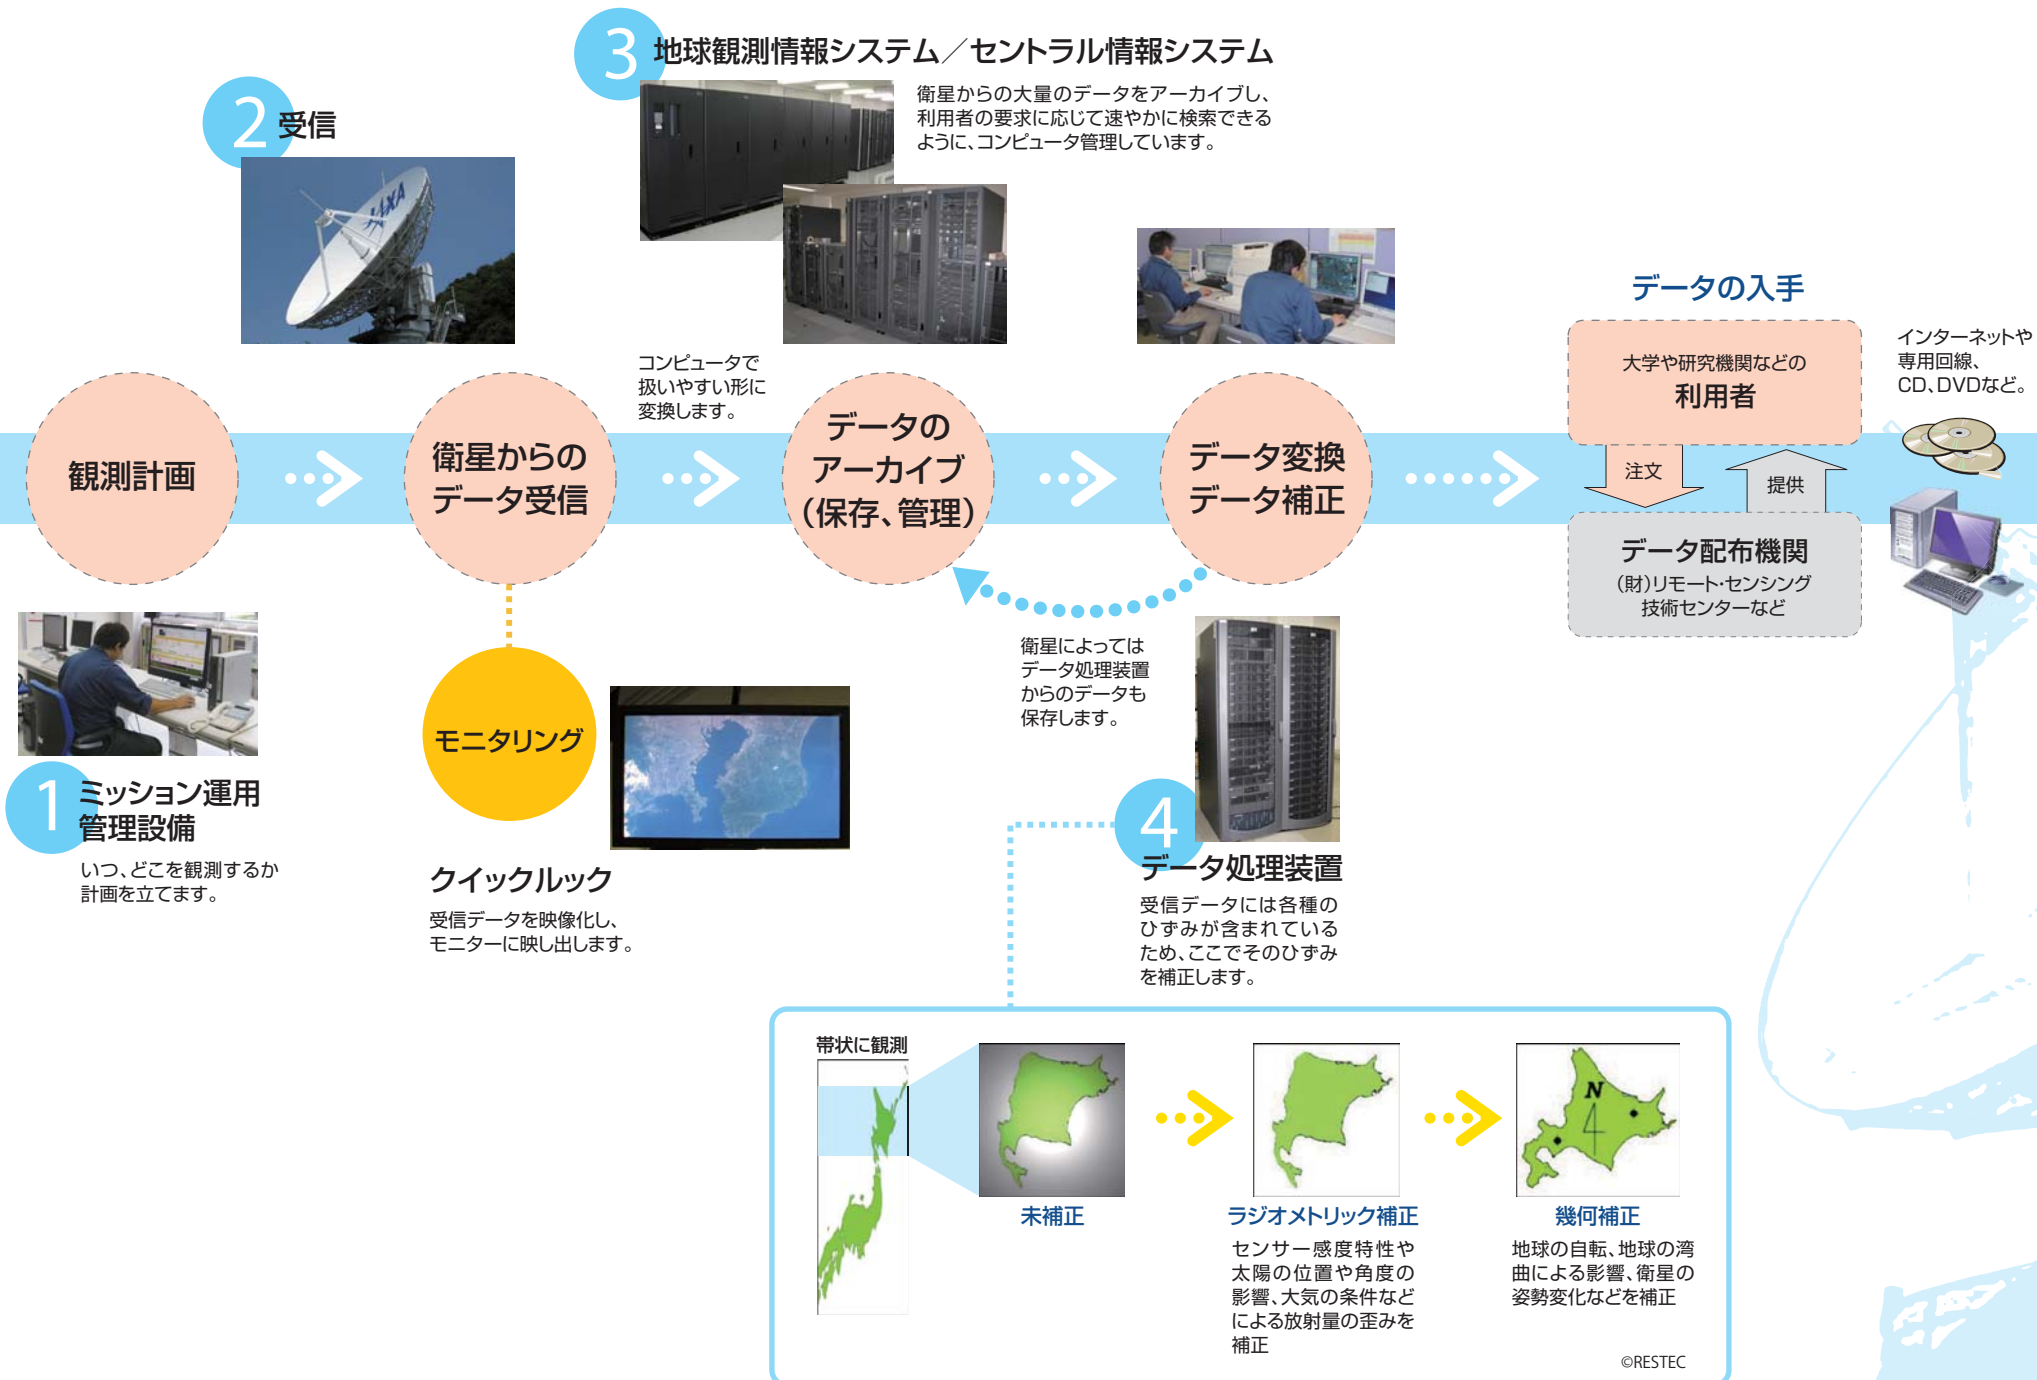 3 地球観測情報システム／セントラル情報システム
衛星からの大量のデータをアーカイブし、
利用者の要求に応じて速やかに検索できる
ように、コンピュータ管理しています。
2 受信
JAXA
データの入手
大学や研究機関などの
利用者
注文
提供
データ配布機関
（財）リモート・センシング
技術センターなど
インターネットや
専用回線、
CD、DVDなど。
コンピュータで
扱いやすい形に
変換します。
観測計画
衛星からの
データ受信
データの
アーカイブ
（保存、管理）
データ変換
データ補正
衛星によっては
データ処理装置
からのデータも
保存します。
モニタリング
1 ミッション運用
管理設備
いつ、どこを観測するか
計画を立てます。
クイックルック
受信データを映像化し、
モニターに映し出します。
4
データ処理装置
受信データには各種の
ひずみが含まれている
ため、ここでそのひずみ
を補正します。
帯状に観測
N
未補正
ラジオメトリック補正
センサー感度特性や
太陽の位置や角度の
影響、大気の条件など
による放射量の歪みを
補正
幾何補正
地球の自転、地球の湾
曲による影響、衛星の
姿勢変化などを補正
©RESTEC